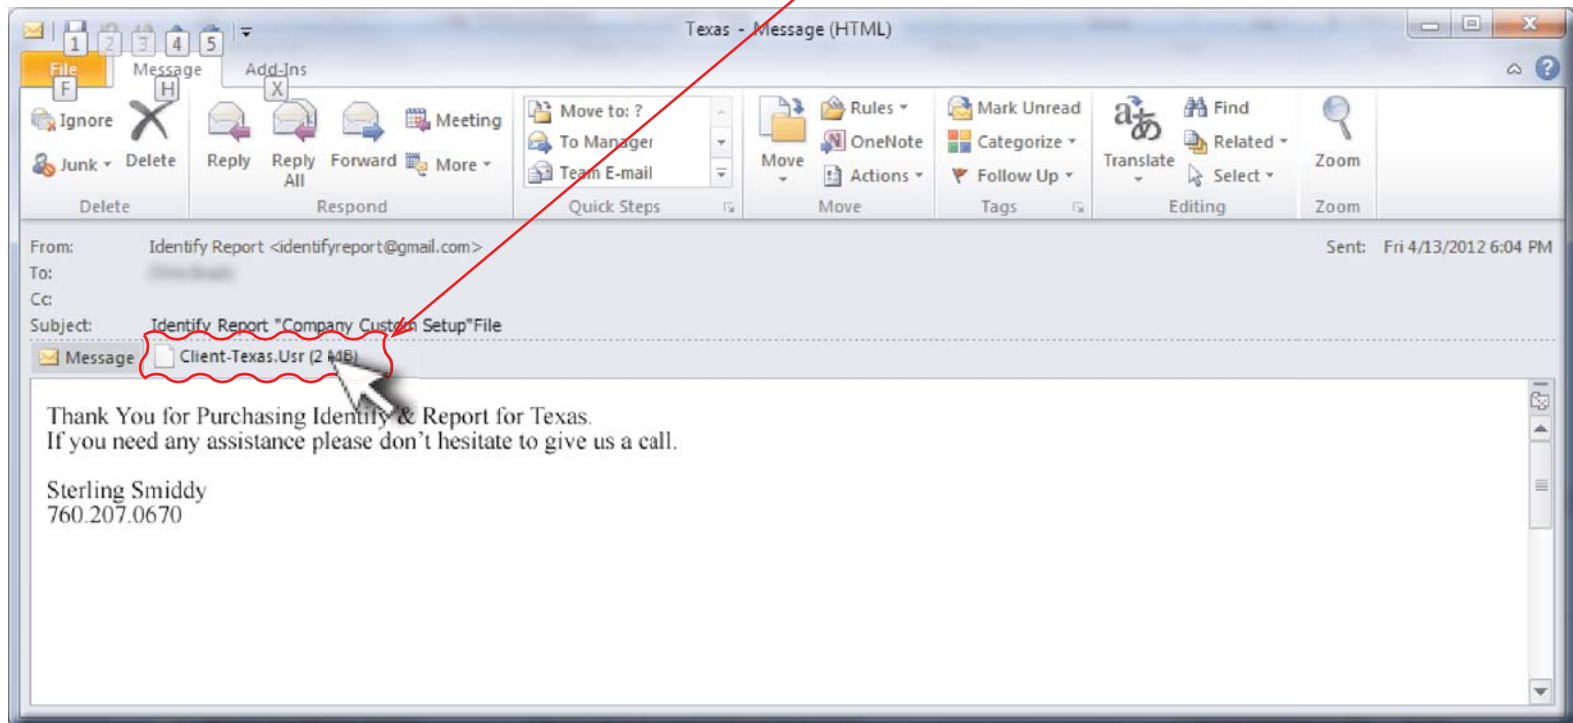 Texas - Message (HTML)
1 2 3 4 5
File Message Add-Ins
F H X
Ignore
Junk
Delete
Reply
Reply All
Forward
Meeting
More
Move to: ?
To Manager
Team E-mail
Move
Rules
OneNote
Actions
Mark Unread
Categorize
Follow Up
Translate
Find
Related
Select
Zoom
Delete Respond Quick Steps Move Tags Editing Zoom
From: Identify Report <identifyreport@gmail.com> Sent: Fri 4/13/2012 6:04 PM
To:
Cc:
Subject: Identify Report "Company Custom Setup"File
Message Client-Texas.Usr (2 MB)
Thank You for Purchasing Identify & Report for Texas.
If you need any assistance please don't hesitate to give us a call.
Sterling Smiddy
760.207.0670